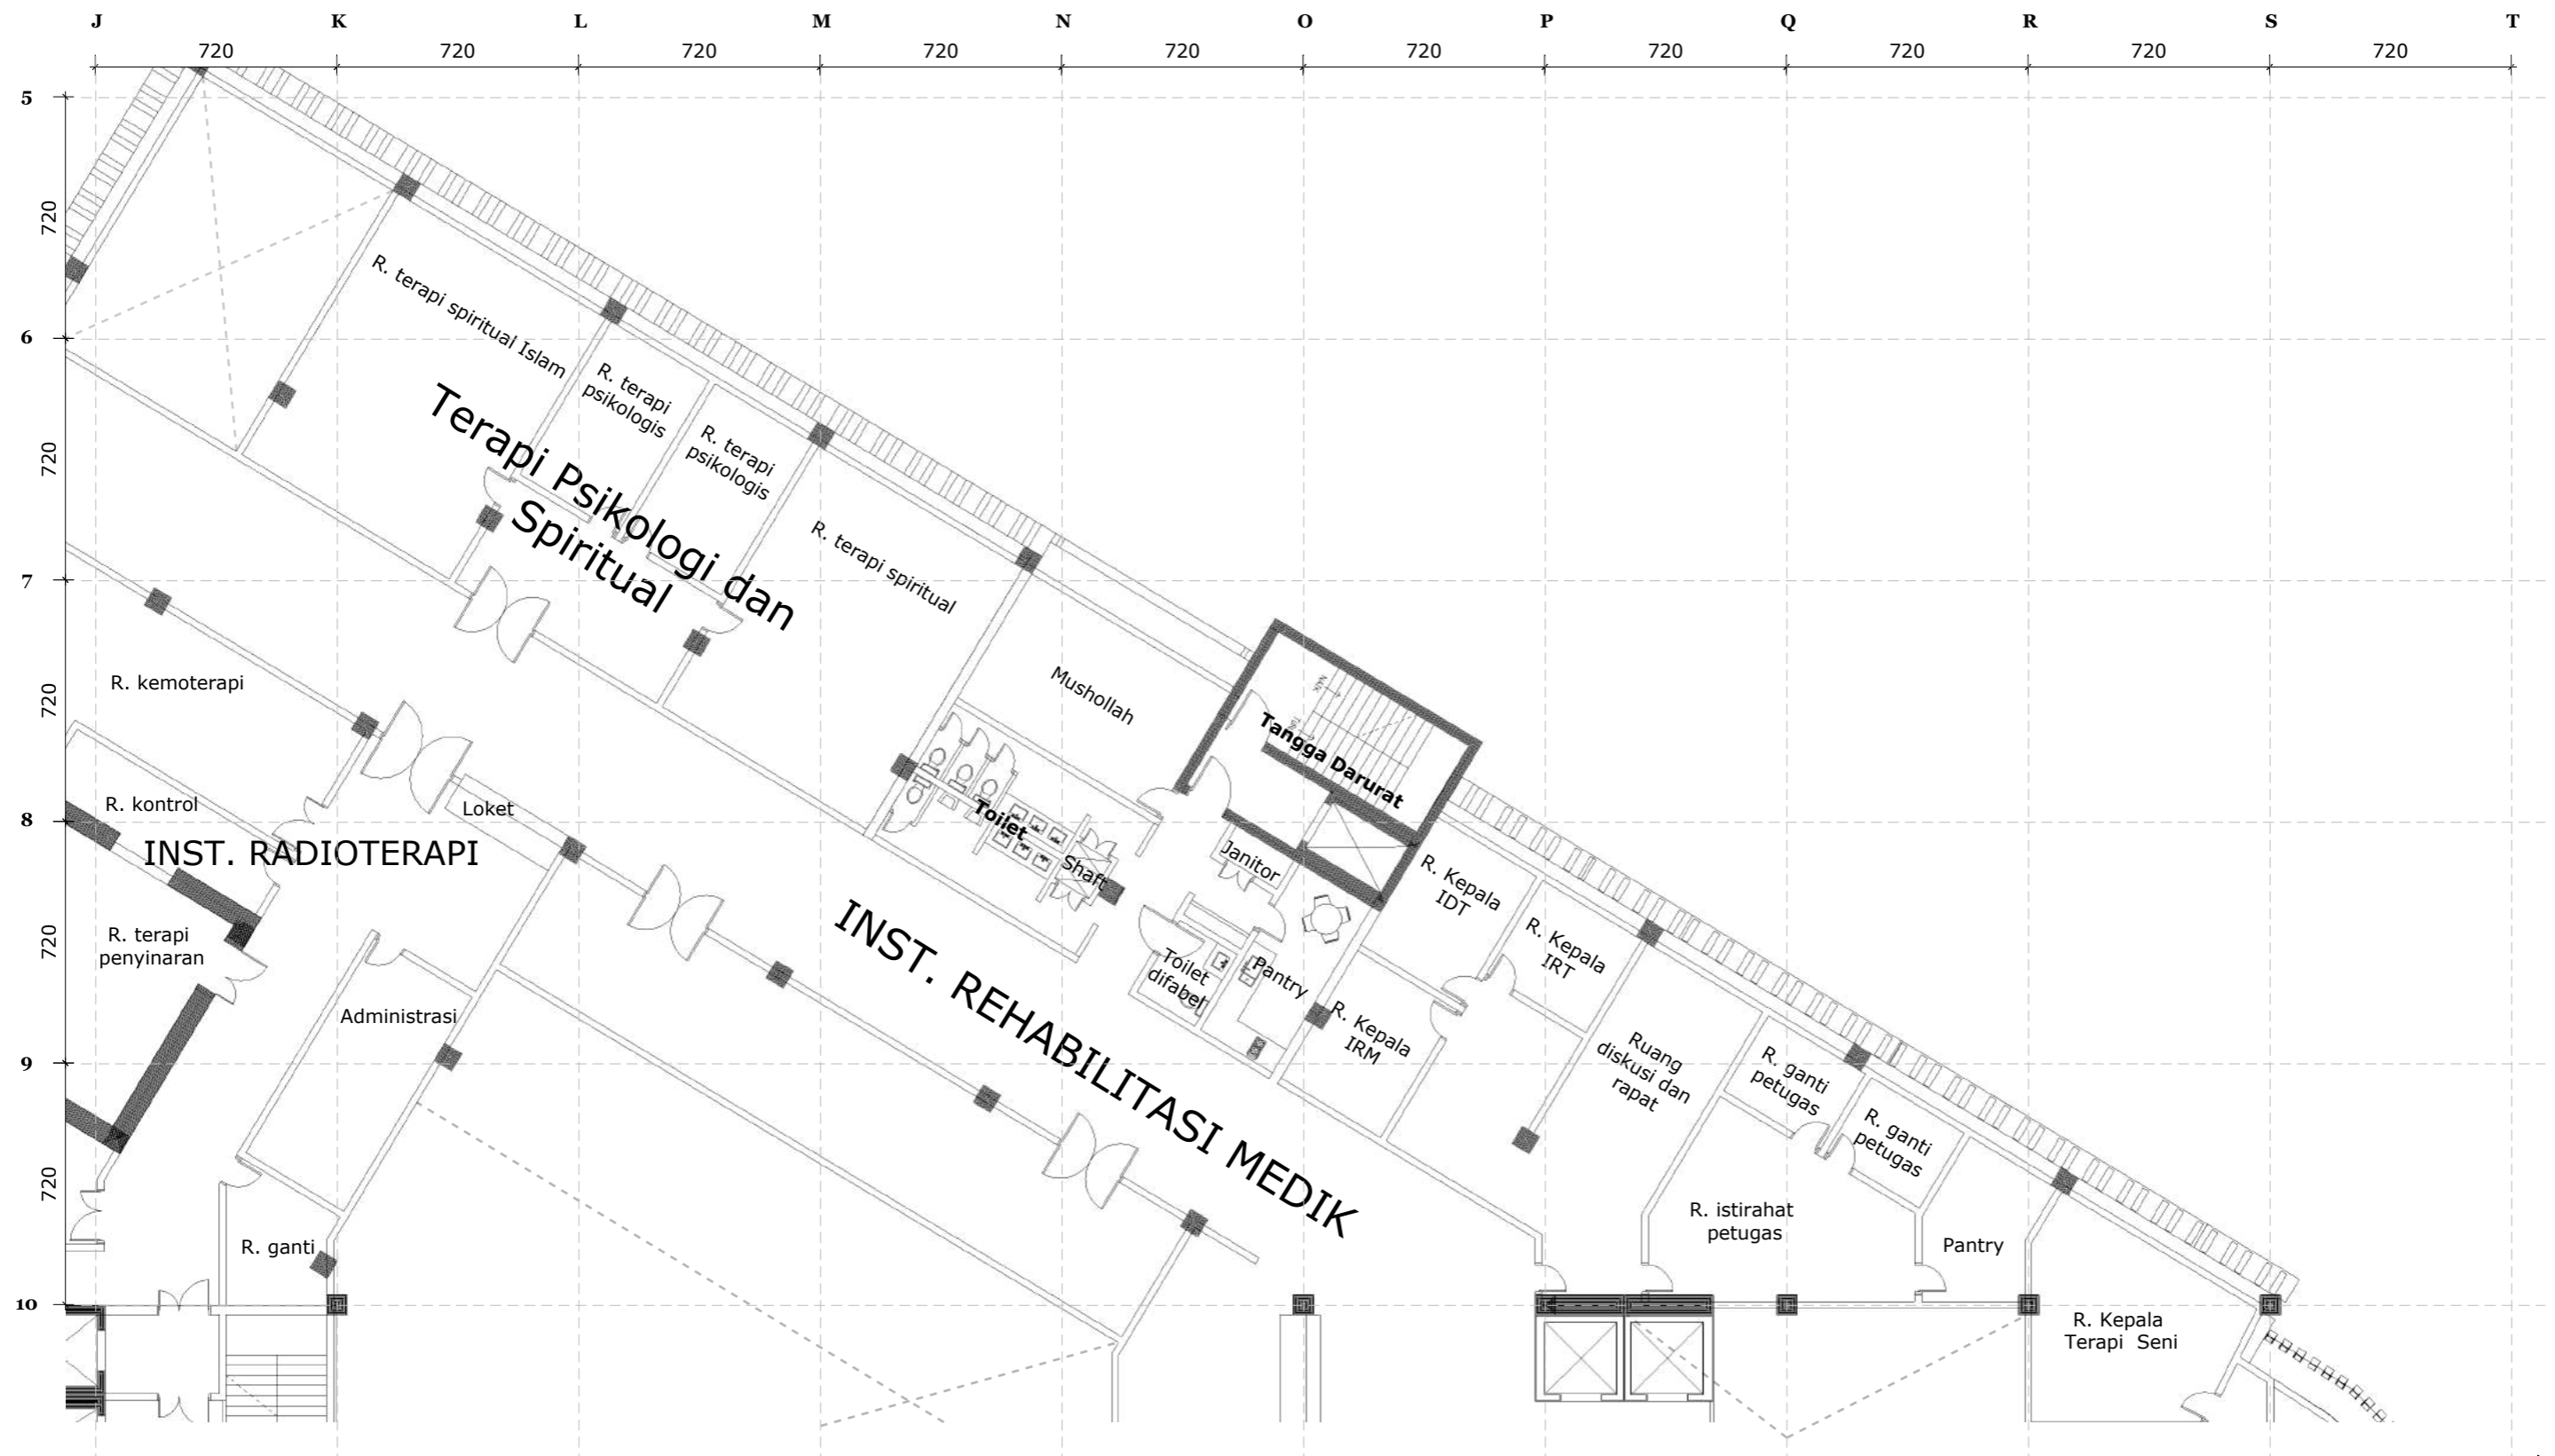 J K L M N O P Q R S T
720 720 720 720 720 720 720 720 720 720
5
720
6
720
7
720
8
720
9
720
10
R. terapi spiritual Islam
R. terapi
psikologis
R. terapi
psikologis
Terapi Psikologi dan
Spiritual
R. terapi spiritual
Mushollah
R. kemoterapi
NAIK
Tangga Darurat
R. kontrol
Loket
Toilet
Shaft
Janitor
INST. RADIOTERAPI
R. terapi
penyinaran
INST. REHABILITASI MEDIK
Toilet
difabel
Pantry
R. Kepala
IDT
R. Kepala
IRT
R. Kepala
IRM
Administrasi
Ruang
diskusi dan
rapat
R. ganti
petugas
R. ganti
petugas
R. istirahat
petugas
Pantry
R. ganti
R. Kepala
Terapi Seni